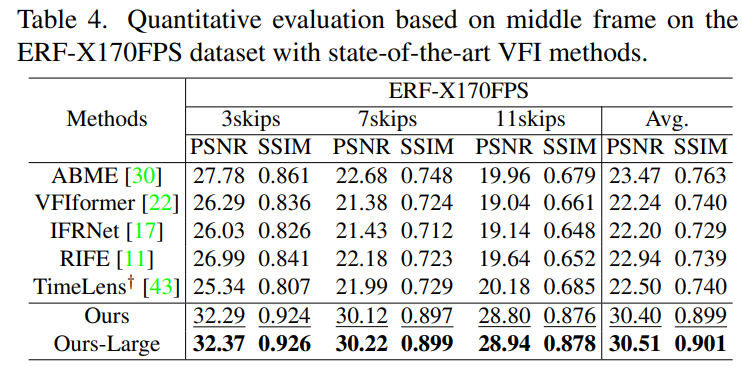 Table 4. Quantitative evaluation based on middle frame on the
ERF-X170FPS dataset with state-of-the-art VFI methods.
Methods ERF-X170FPS
3skips 7skips 11skips Avg.
PSNR SSIM PSNR SSIM PSNR SSIM PSNR SSIM
ABME [30] 27.78 0.861 22.68 0.748 19.96 0.679 23.47 0.763
VFIformer [22] 26.29 0.836 21.38 0.724 19.04 0.661 22.24 0.740
IFRNet [17] 26.03 0.826 21.43 0.712 19.14 0.648 22.20 0.729
RIFE [11] 26.99 0.841 22.18 0.723 19.64 0.652 22.94 0.739
TimeLens† [43] 25.34 0.807 21.99 0.729 20.18 0.685 22.50 0.740
Ours 32.29 0.924 30.12 0.897 28.80 0.876 30.40 0.899
Ours-Large 32.37 0.926 30.22 0.899 28.94 0.878 30.51 0.901